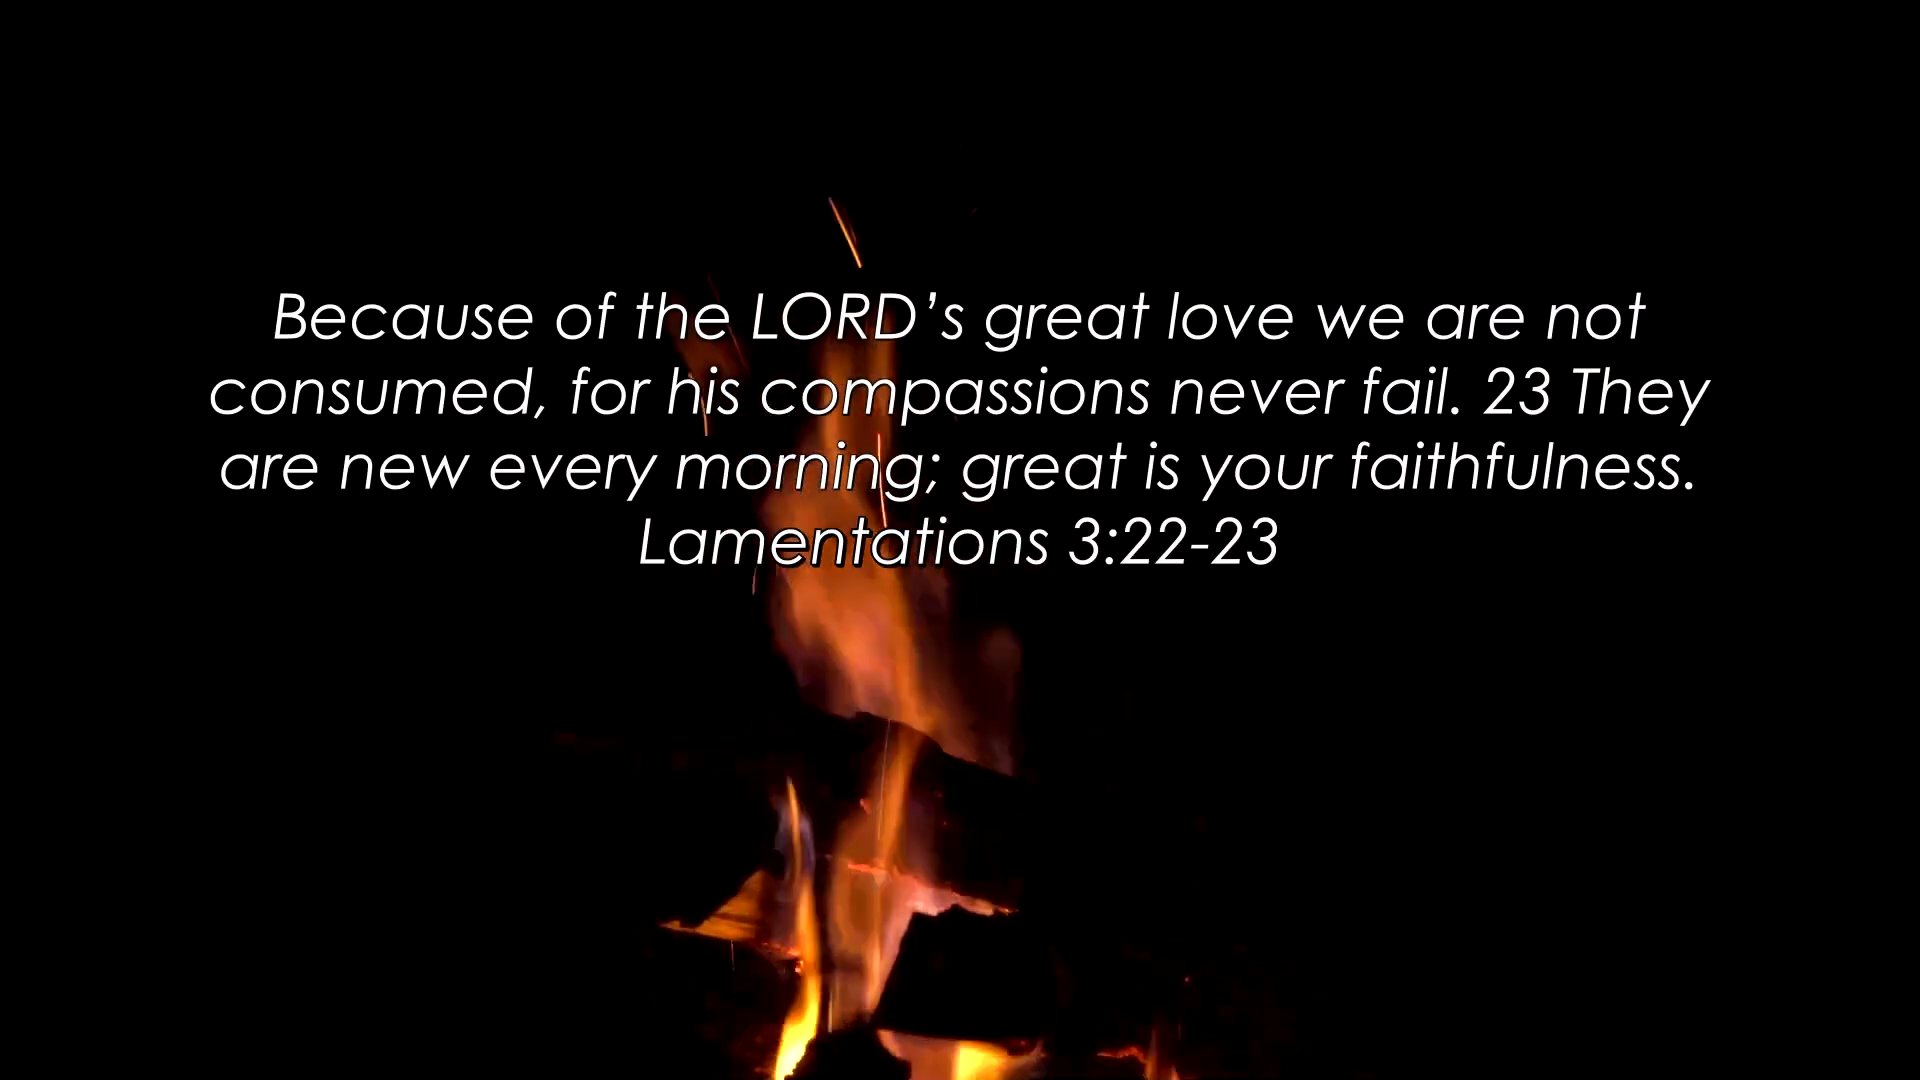 Because of the LORD’s great love we are not
consumed, for his compassions never fail. 23 They
are new every morning; great is your faithfulness.
Lamentations 3:22-23